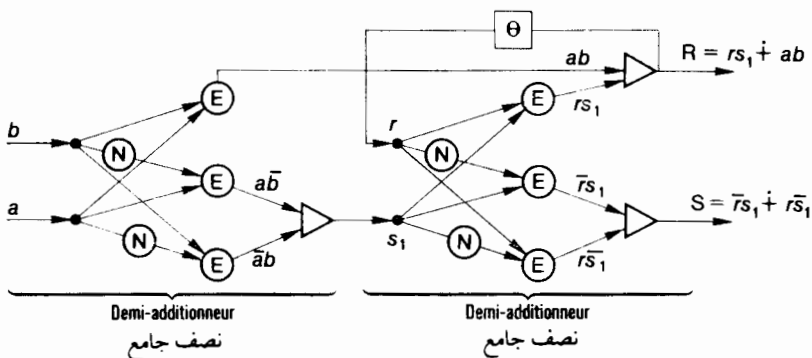 Θ
ab
R = rs₁ ∔ ab
E
E
rs₁
b
r
N
N
E
ab̄
E
r̄s₁
a
s₁
S = r̄s₁ ∔ rs̄₁
N
N
E
āb
E
rs̄₁
Demi-additionneur
Demi-additionneur
نصف جامع
نصف جامع